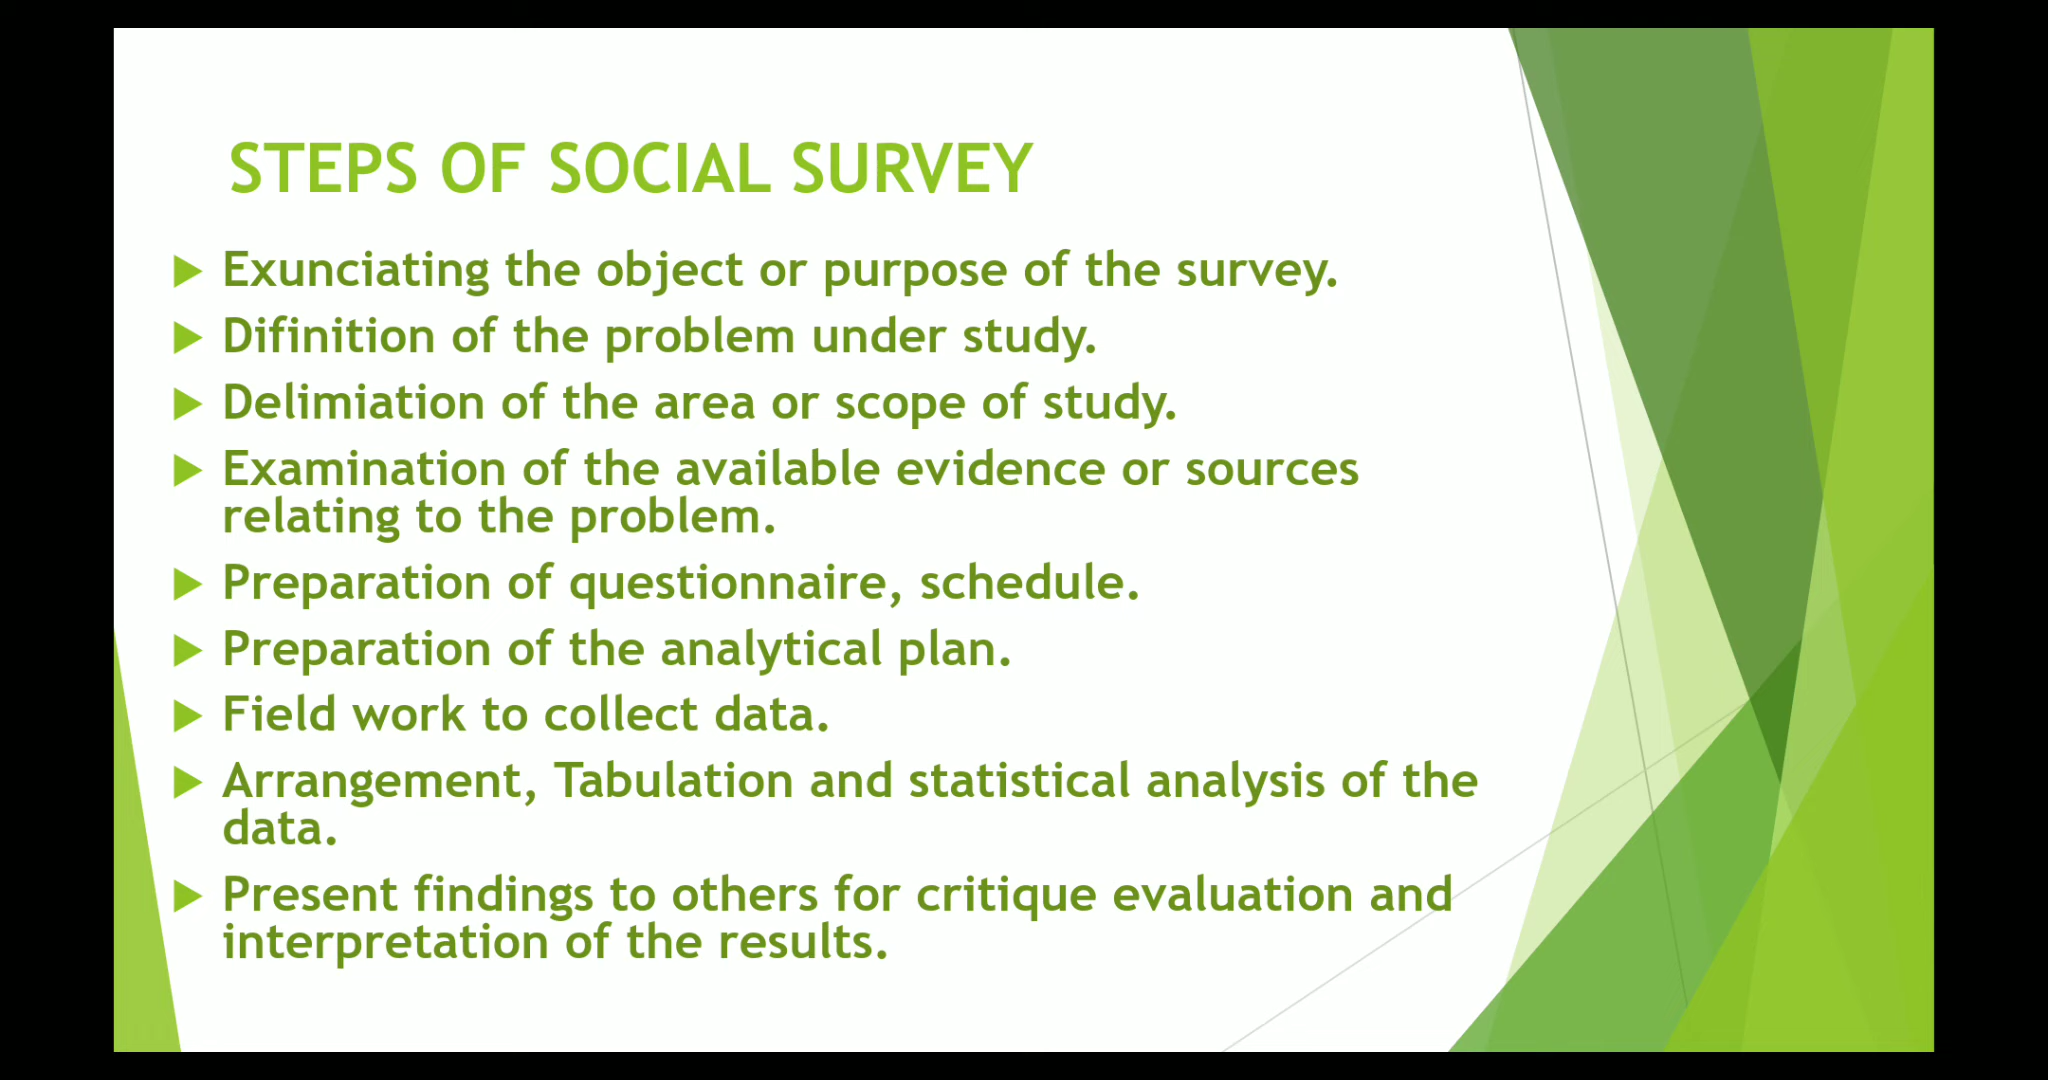 STEPS OF SOCIAL SURVEY
Exunciating the object or purpose of the survey.
Difinition of the problem under study.
Delimiation of the area or scope of study.
Examination of the available evidence or sources
relating to the problem.
Preparation of questionnaire, schedule.
Preparation of the analytical plan.
Field work to collect data.
Arrangement, Tabulation and statistical analysis of the
data.
Present findings to others for critique evaluation and
interpretation of the results.